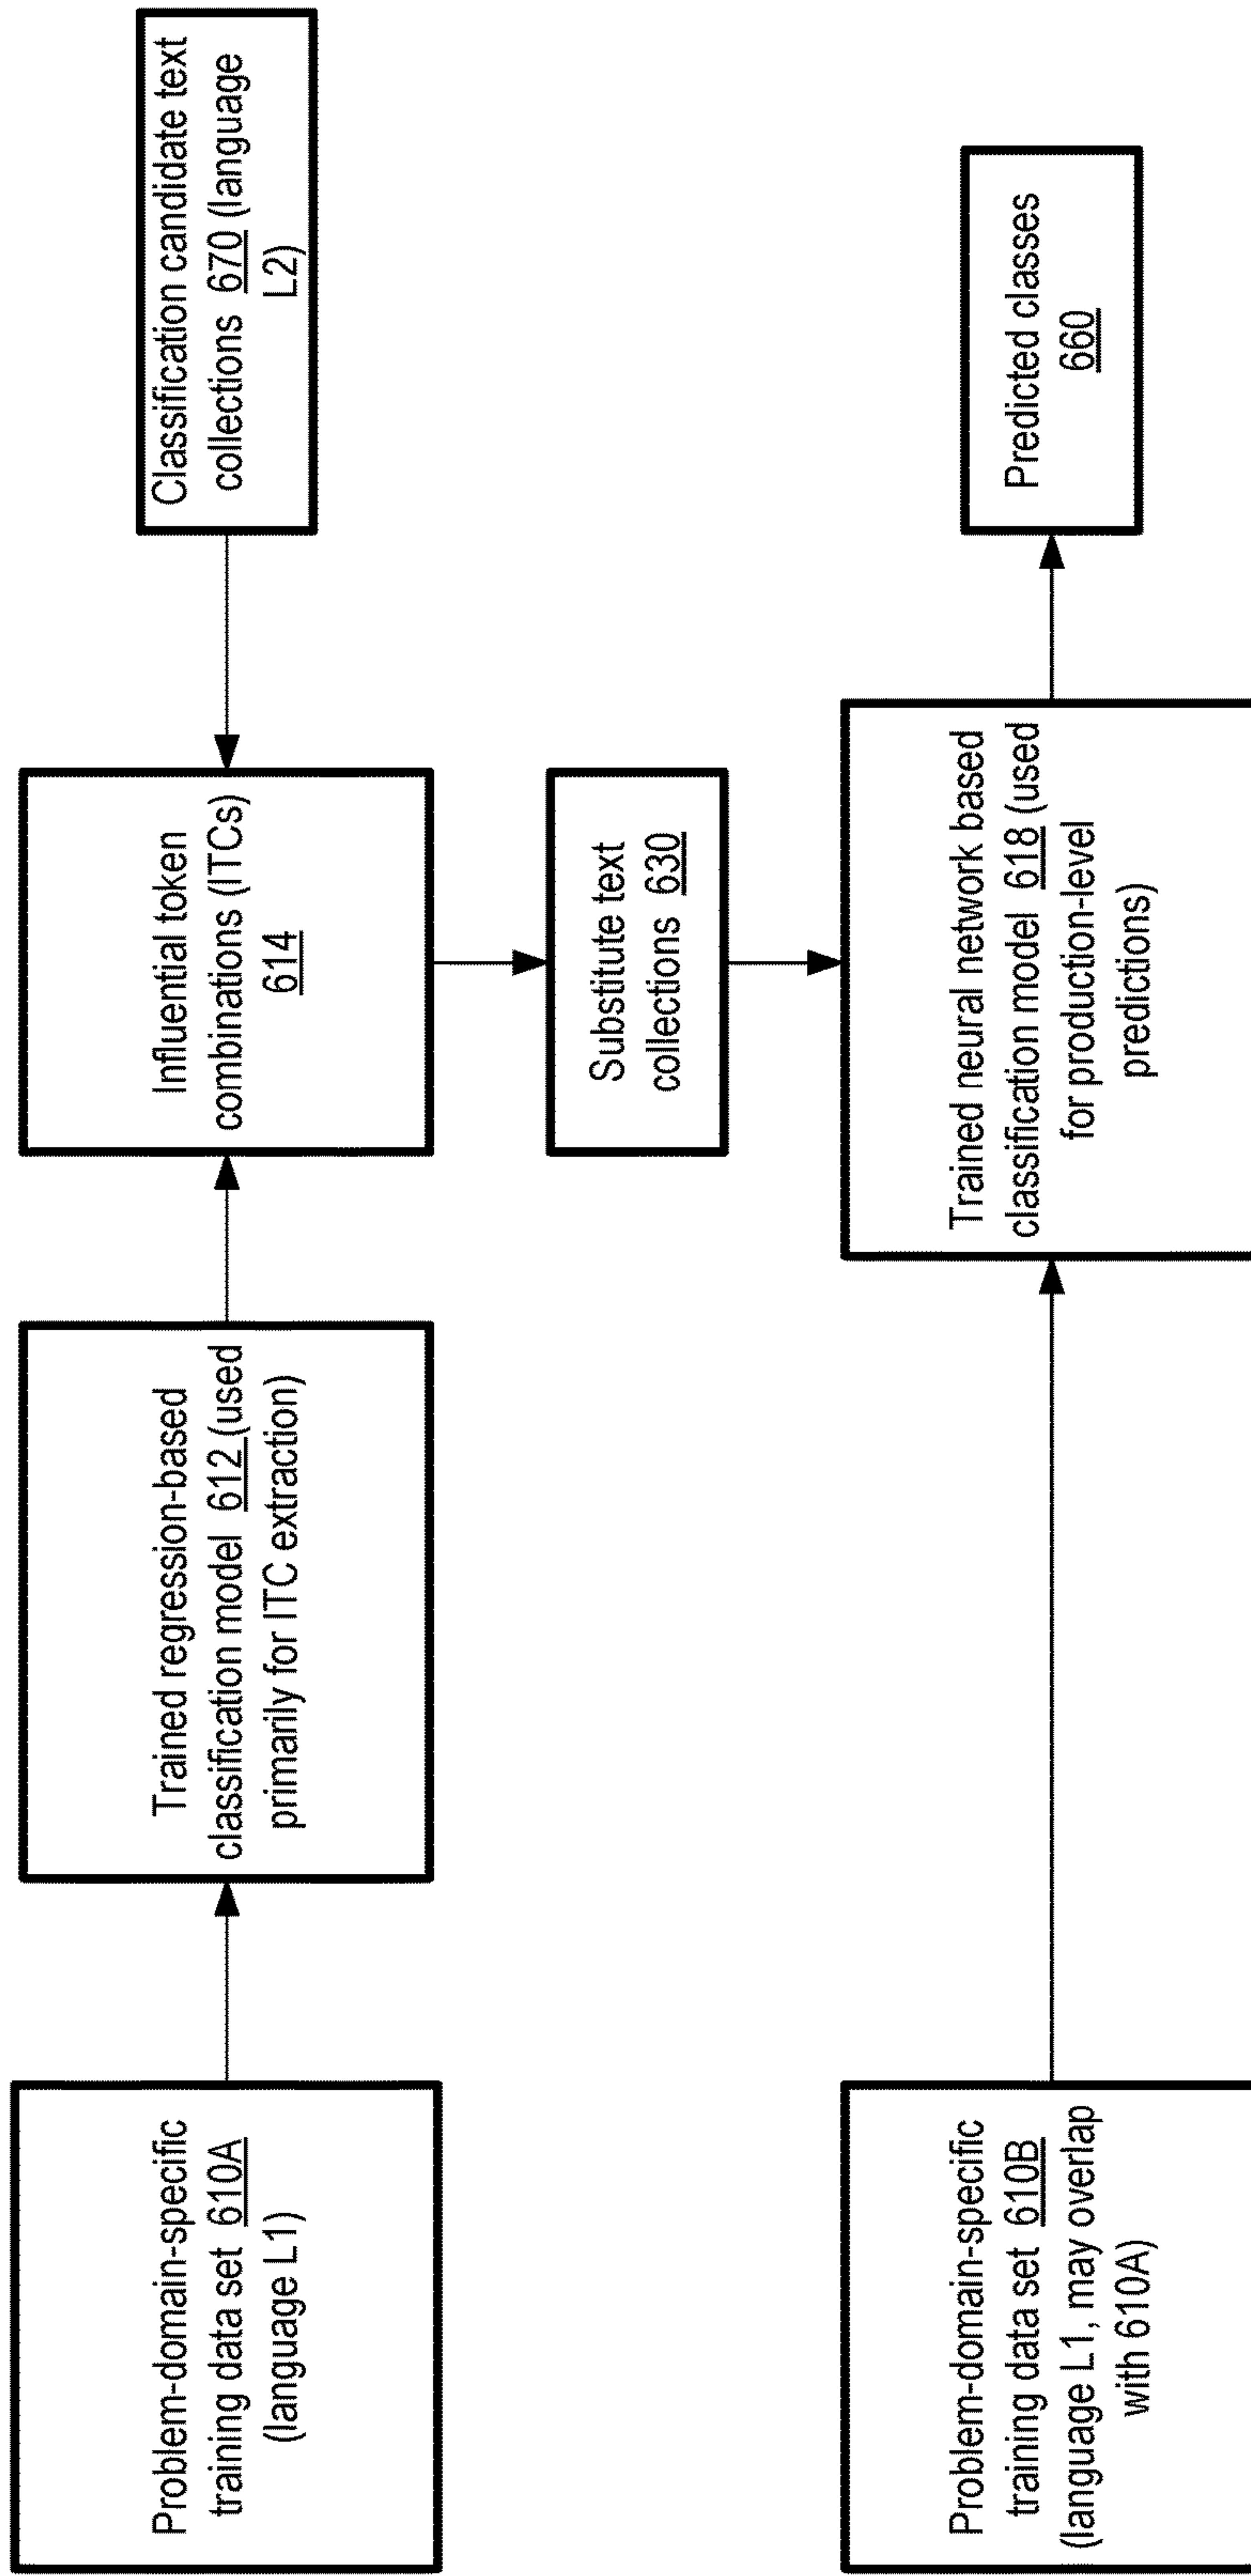 Problem-domain-specific
training data set 610A
(language L1)
Trained regression-based
classification model 612 (used
primarily for ITC extraction)
Influential token
combinations (ITCs)
614
Classification candidate text
collections 670 (language
L2)
Substitute text
collections 630
Problem-domain-specific
training data set 610B
(language L1, may overlap
with 610A)
Trained neural network based
classification model 618 (used
for production-level
predictions)
Predicted classes
660